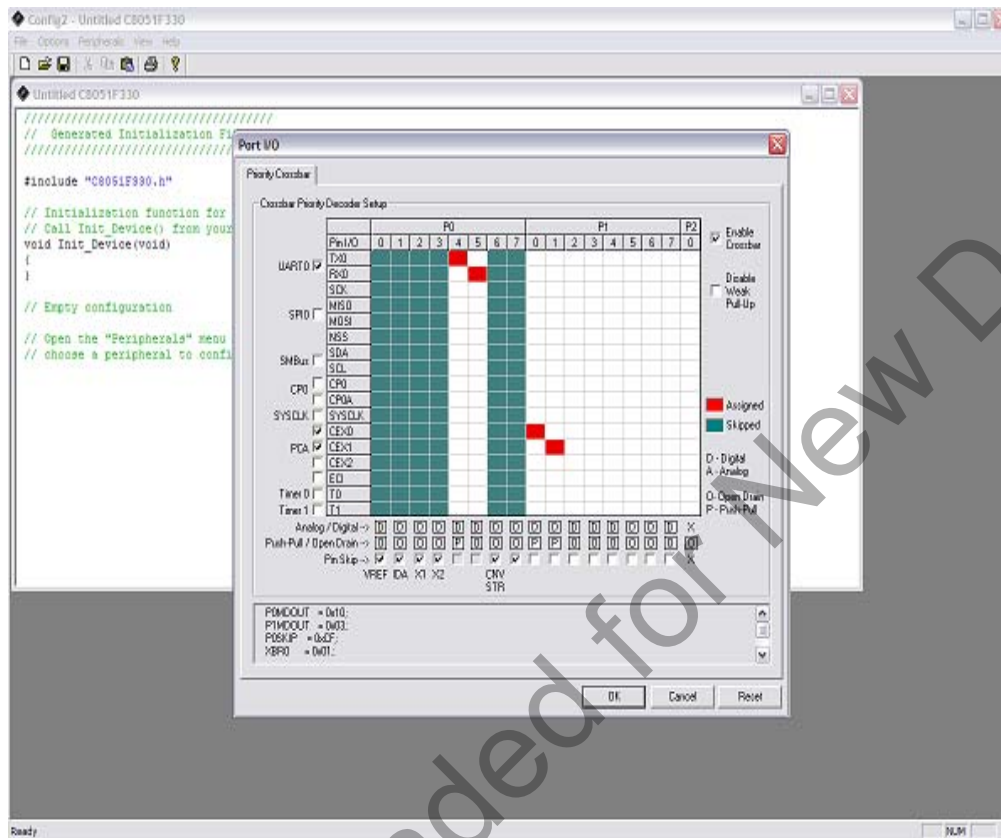 Config2 - Untitled C8051F330
File Options Peripherals View Help
Untitled C8051F330
/////////////////////////////////////
// Generated Initialization Fi
#include "C8051F330.h"
// Initialization function for
// Call Init_Device() from your
void Init_Device(void)
{
}
// Empty configuration
// Open the "Peripherals" menu
// choose a peripheral to confi
Port I/O
Priority Crossbar
Crossbar Priority Decoder Setup
P0 P1 P2
Pin I/O 0 1 2 3 4 5 6 7 0 1 2 3 4 5 6 7 0
UART0 TX0
RX0
SCK
SPI0 MISO
MOSI
NSS
SMBus SDA
SCL
CP0 CP0
CP0A
SYSCLK SYSCLK
CEX0
PCA CEX1
CEX2
ECI
Timer 0 T0
Timer 1 T1
Analog / Digital ->
Push-Pull / Open Drain ->
Pin Skip ->
VREF IDA X1 X2 CNV
STR
Enable
Crossbar
Disable
Weak
Pull-Up
Assigned
Skipped
D - Digital
A - Analog
O- Open Drain
P - Push-Pull
P0MDOUT = 0x10;
P1MDOUT = 0x03;
P0SKIP = 0xCF;
XBR0 = 0x01;
OK Cancel Reset
Ready NUM
ded for New D